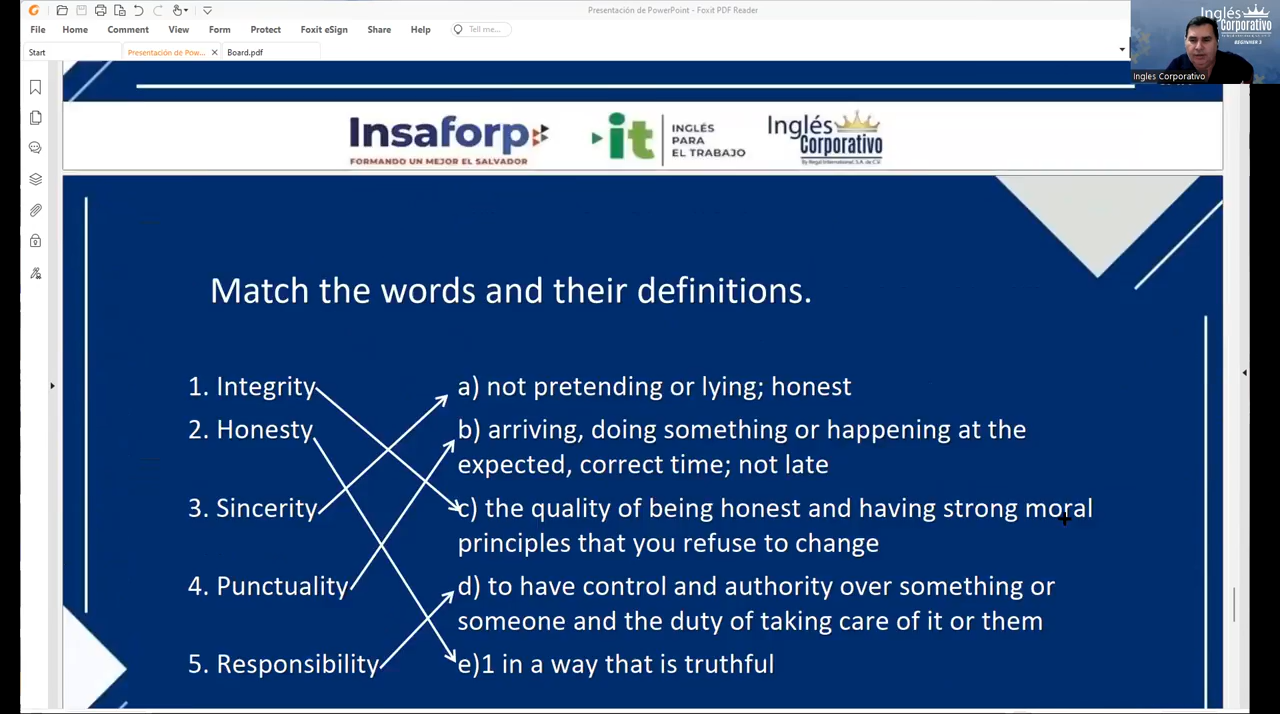 Presentación de PowerPoint - Foxit PDF Reader
File Home Comment View Form Protect Foxit eSign Share Help Tell me...
Start Presentación de Pow... Board.pdf
Inglés
Corporativo
BEGINNER 2
Ingles Corporativo
Insaforp
FORMANDO UN MEJOR EL SALVADOR
it
INGLÉS
PARA
EL TRABAJO
Inglés
Corporativo
Match the words and their definitions.
1. Integrity
a) not pretending or lying; honest
2. Honesty
b) arriving, doing something or happening at the
expected, correct time; not late
3. Sincerity
c) the quality of being honest and having strong moral
principles that you refuse to change
4. Punctuality
d) to have control and authority over something or
someone and the duty of taking care of it or them
5. Responsibility
e)1 in a way that is truthful